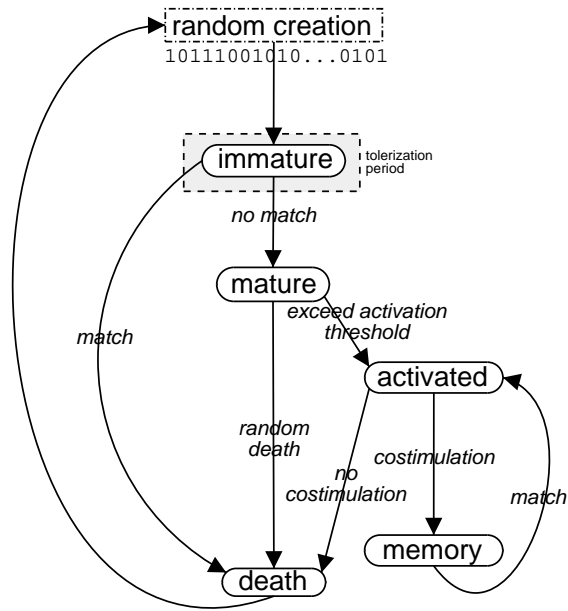 random creation
10111001010...0101
immature
tolerization
period
no match
mature
exceed activation
threshold
match
activated
random
death
no
costimulation
costimulation
match
memory
death